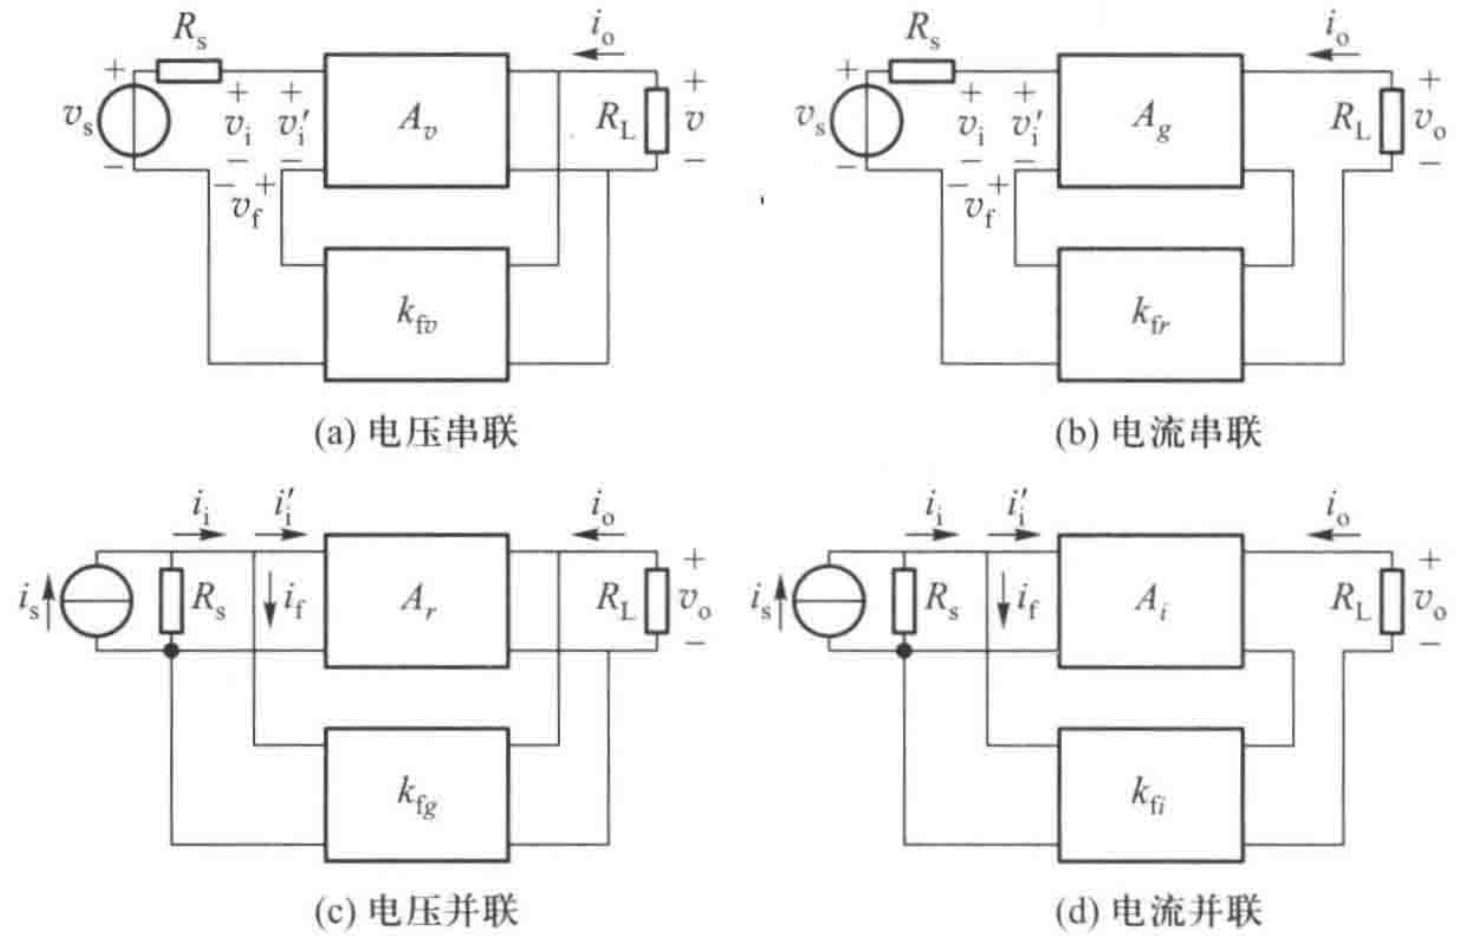 R_s i_o R_s i_o
+ + + + + + + +
v_s v_i v_i′ A_v R_L v v_s v_i v_i′ A_g R_L v_o
− − − − − − − −
− + − +
v_f v_f
k_fv k_fr
(a) 电压串联 (b) 电流串联
i_i i_i′ i_o i_i i_i′ i_o
+ +
i_s R_s i_f A_r R_L v_o i_s R_s i_f A_i R_L v_o
− −
k_fg k_fi
(c) 电压并联 (d) 电流并联